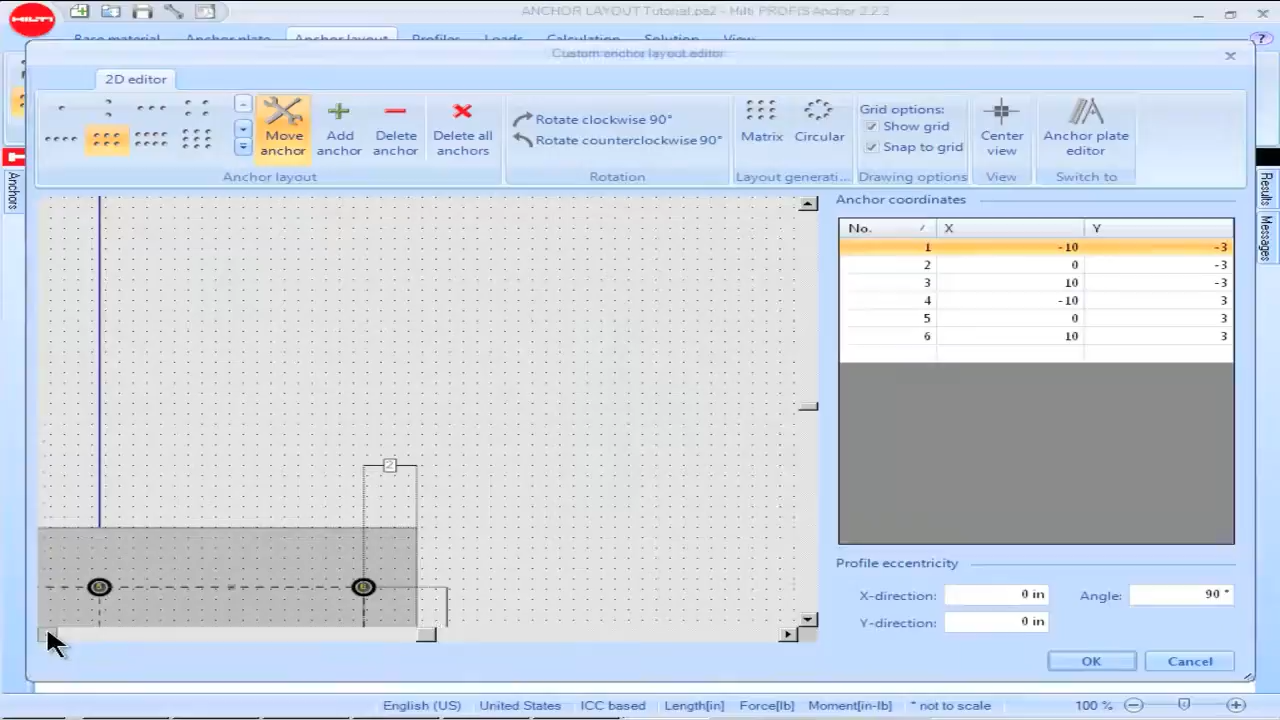 HILTI
ANCHOR LAYOUT Tutorial.pa2 - Hilti PROFIS Anchor 2.2.2
Base material Anchor plate Anchor layout Profiles Loads Calculation Solution View
Custom anchor layout editor
2D editor
Move anchor
Add anchor
Delete anchor
Delete all anchors
Anchor layout
Rotate clockwise 90°
Rotate counterclockwise 90°
Rotation
Matrix
Circular
Layout generati...
Grid options:
Show grid
Snap to grid
Drawing options
Center view
View
Anchor plate editor
Switch to
Anchors
Results
Messages
2
5
6
Anchor coordinates
No. X Y
1 -10 -3
2 0 -3
3 10 -3
4 -10 3
5 0 3
6 10 3
Profile eccentricity
X-direction: 0 in Angle: 90 °
Y-direction: 0 in
OK Cancel
English (US) United States ICC based Length[in] Force[lb] Moment[in-lb] * not to scale 100 %